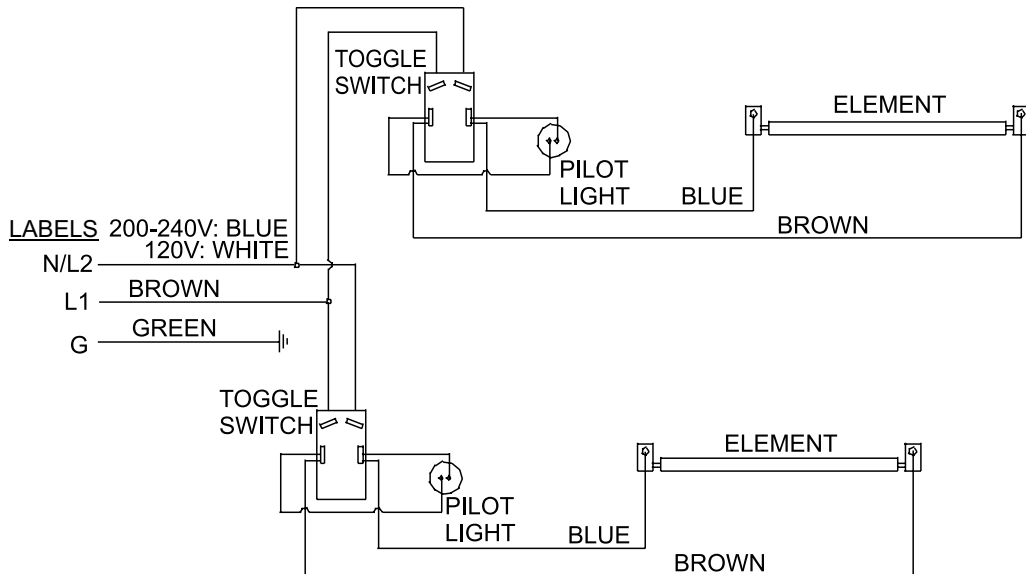 TOGGLE
SWITCH
ELEMENT
PILOT
LIGHT
BLUE
BROWN
LABELS 200-240V: BLUE
120V: WHITE
N/L2
BROWN
L1
GREEN
G
TOGGLE
SWITCH
ELEMENT
PILOT
LIGHT
BLUE
BROWN